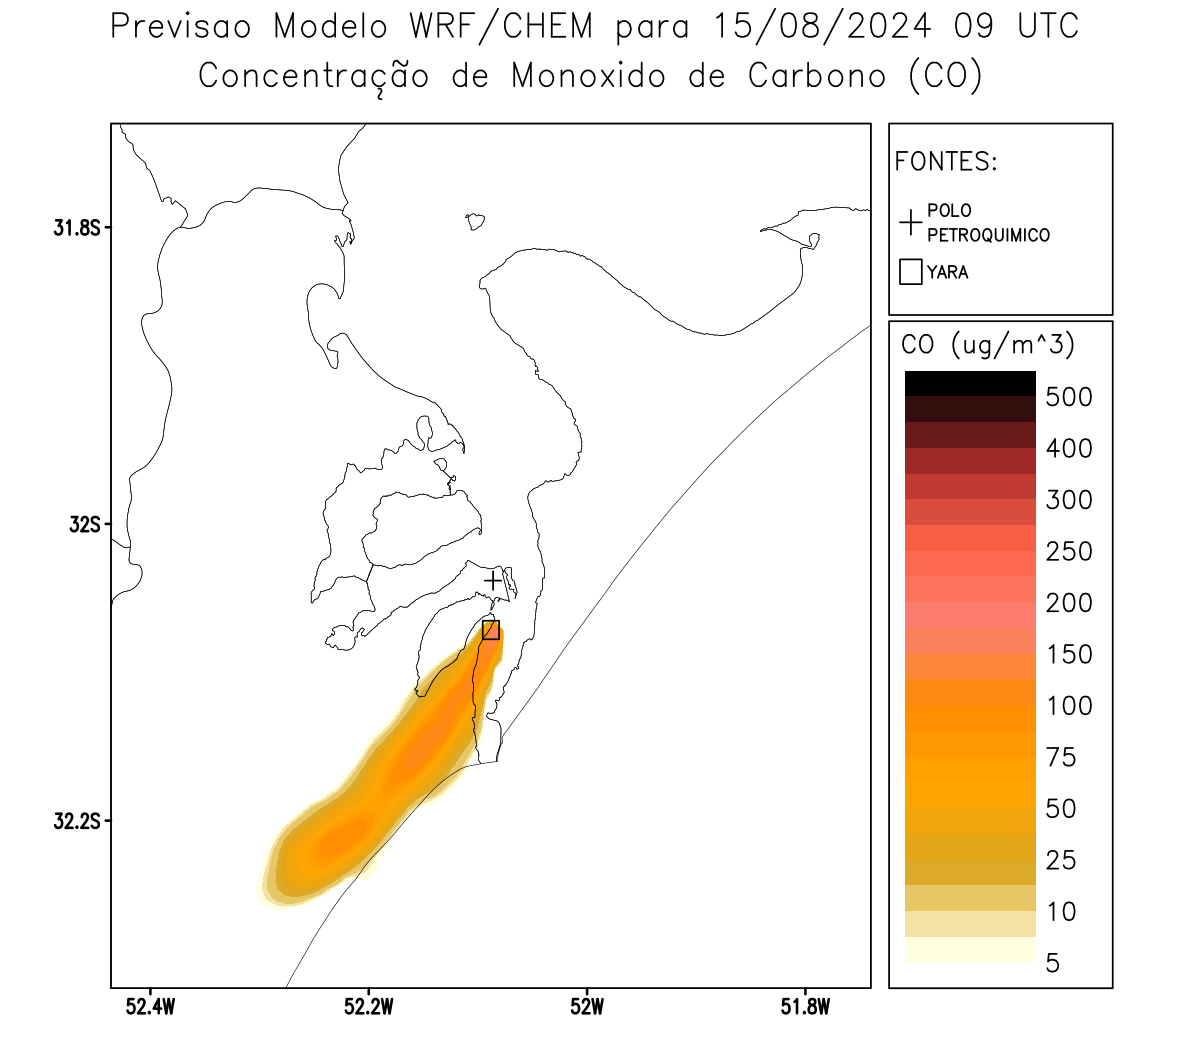 Previsao Modelo WRF/CHEM para 15/08/2024 09 UTC
Concentração de Monoxido de Carbono (CO)
FONTES:
POLO
PETROQUIMICO
YARA
CO (ug/m^3)
500
400
300
250
200
150
100
75
50
25
10
5
31.8S
32S
32.2S
52.4W
52.2W
52W
51.8W